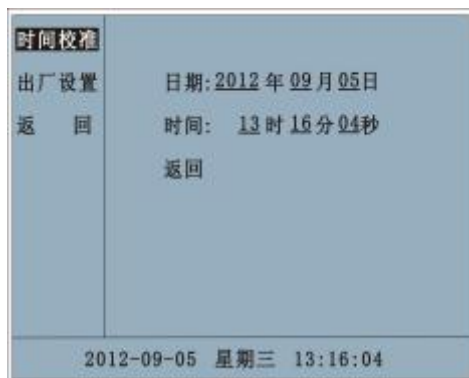 时间校准
出厂设置
返 回
日期:2012年09月05日
时间: 13时16分04秒
返回
2012-09-05 星期三 13:16:04